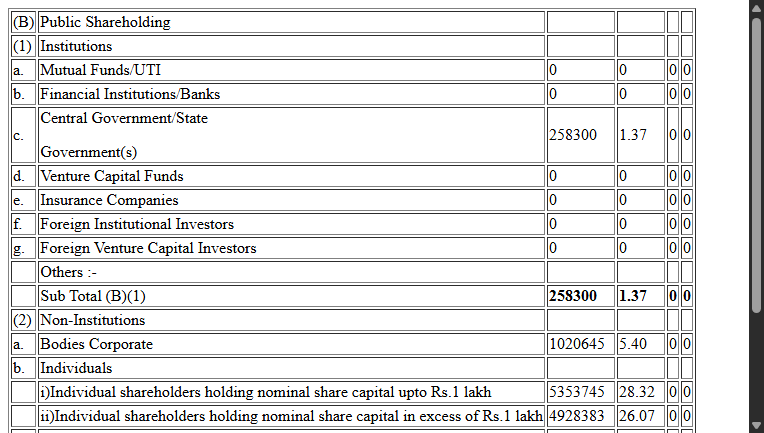 (B) Public Shareholding
(1) Institutions
a. Mutual Funds/UTI 0 0 0 0
b. Financial Institutions/Banks 0 0 0 0
c. Central Government/State
Government(s) 258300 1.37 0 0
d. Venture Capital Funds 0 0 0 0
e. Insurance Companies 0 0 0 0
f. Foreign Institutional Investors 0 0 0 0
g. Foreign Venture Capital Investors 0 0 0 0
Others :-
Sub Total (B)(1) 258300 1.37 0 0
(2) Non-Institutions
a. Bodies Corporate 1020645 5.40 0 0
b. Individuals
i)Individual shareholders holding nominal share capital upto Rs.1 lakh 5353745 28.32 0 0
ii)Individual shareholders holding nominal share capital in excess of Rs.1 lakh 4928383 26.07 0 0